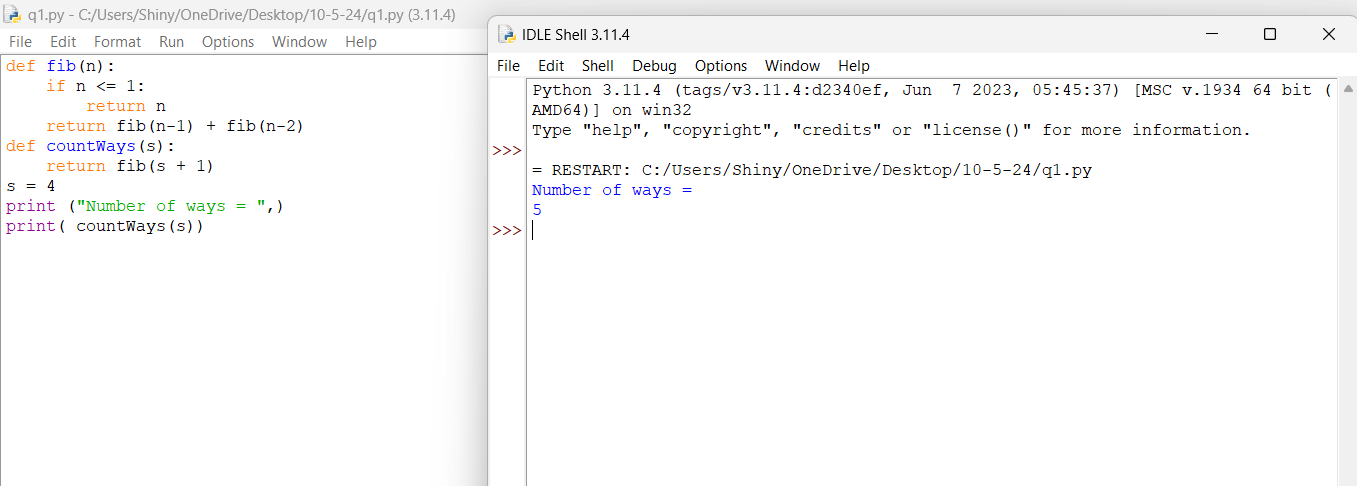 q1.py - C:/Users/Shiny/OneDrive/Desktop/10-5-24/q1.py (3.11.4)
File Edit Format Run Options Window Help
def fib(n):
    if n <= 1:
        return n
    return fib(n-1) + fib(n-2)
def countWays(s):
    return fib(s + 1)
s = 4
print ("Number of ways = ",)
print( countWays(s))
IDLE Shell 3.11.4
File Edit Shell Debug Options Window Help
Python 3.11.4 (tags/v3.11.4:d2340ef, Jun  7 2023, 05:45:37) [MSC v.1934 64 bit (
AMD64)] on win32
Type "help", "copyright", "credits" or "license()" for more information.
>>>
= RESTART: C:/Users/Shiny/OneDrive/Desktop/10-5-24/q1.py
Number of ways =
5
>>>